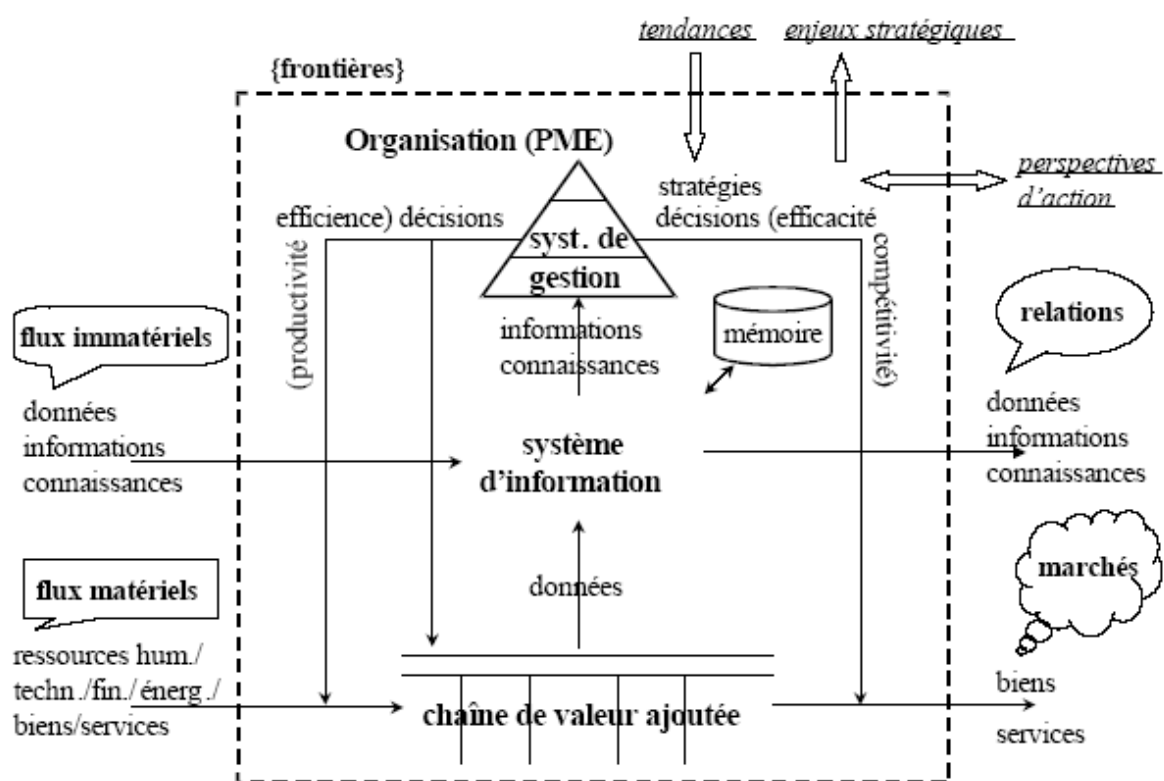 tendances
enjeux stratégiques
{frontières}
Organisation (PME)
perspectives
d'action
stratégies
efficience) décisions
décisions (efficacité
syst. de
gestion
(productivité
compétitivité)
flux immatériels
informations
connaissances
mémoire
relations
données
informations
connaissances
système
d'information
données
informations
connaissances
flux matériels
données
marchés
ressources hum./
techn./fin./énerg./
biens/services
chaîne de valeur ajoutée
biens
services